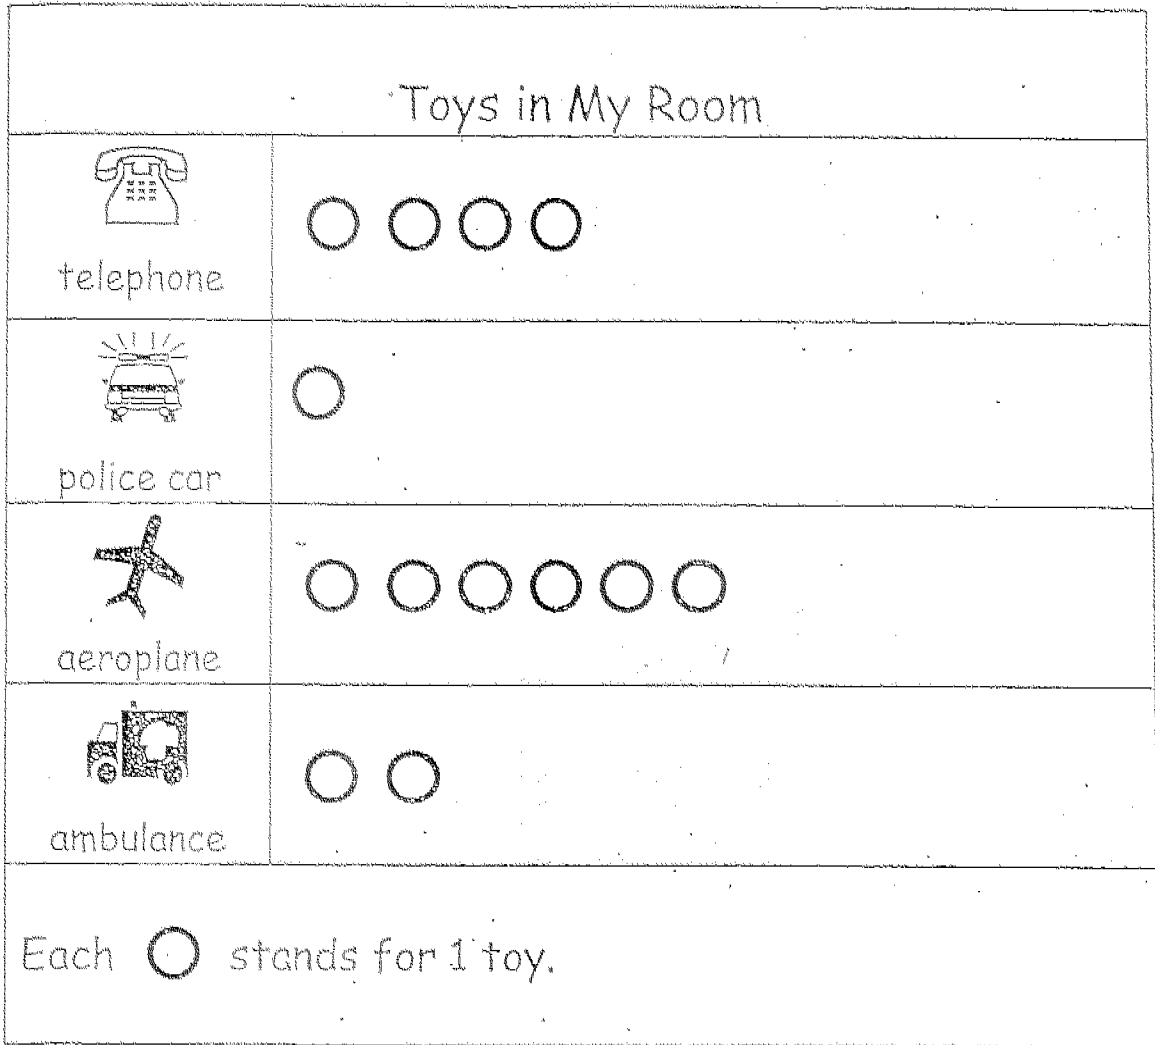 Toys in My Room
telephone
police car
aeroplane
ambulance
Each ◯ stands for 1 toy.